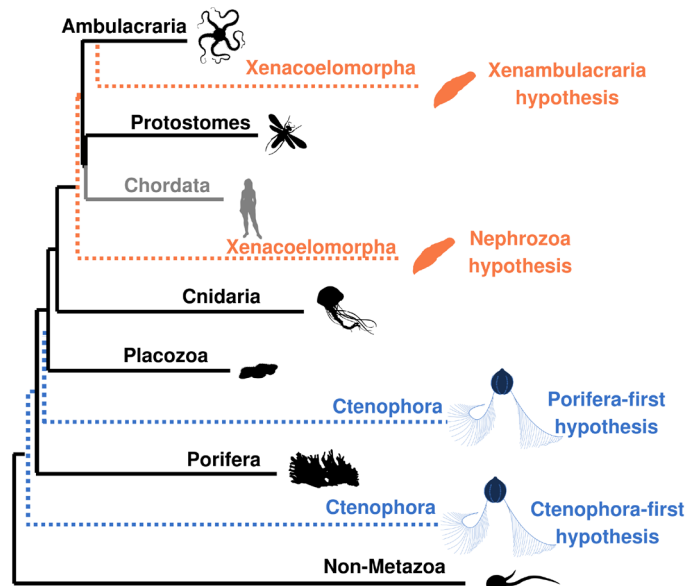 Ambulacraria
Xenacoelomorpha
Xenambulacraria
hypothesis
Protostomes
Chordata
Xenacoelomorpha
Nephrozoa
hypothesis
Cnidaria
Placozoa
Ctenophora
Porifera-first
hypothesis
Porifera
Ctenophora
Ctenophora-first
hypothesis
Non-Metazoa